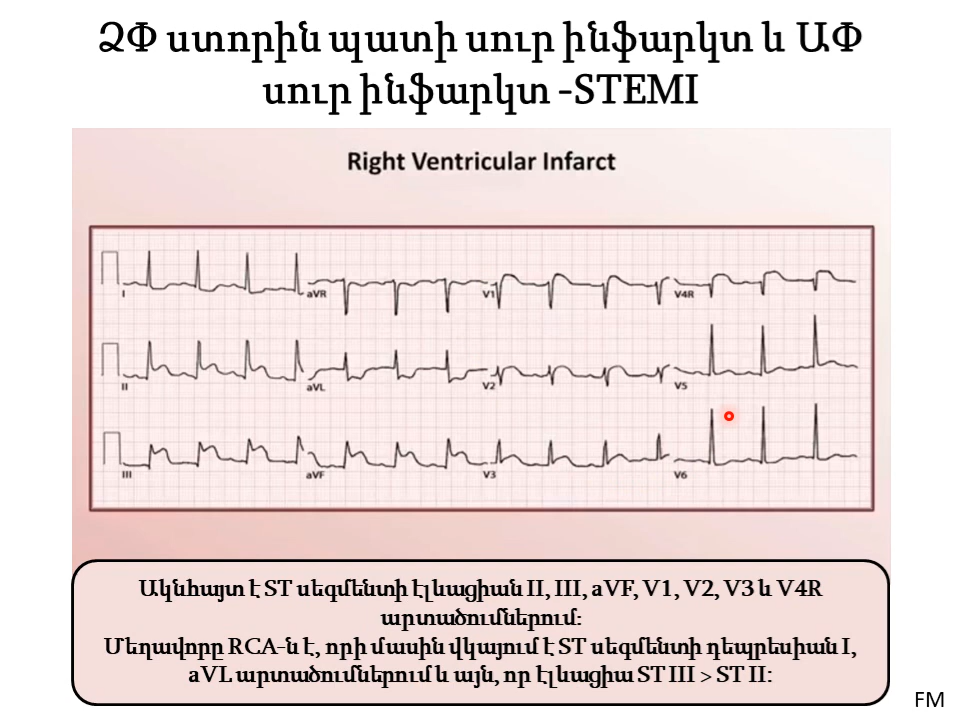 ՁՓ ստորին պատի սուր ինֆարկտ և ԱՓ
սուր ինֆարկտ -STEMI
Right Ventricular Infarct
I
aVR
V1
V4R
II
aVL
V2
V5
III
aVF
V3
V6
Ակնհայտ է ST սեգմենտի էլևացիան II, III, aVF, V1, V2, V3 և V4R
արտածումներում:
Մեղավորը RCA-ն է, որի մասին վկայում է ST սեգմենտի դեպրեսիան I,
aVL արտածումներում և այն, որ էլևացիա ST III > ST II:
FM